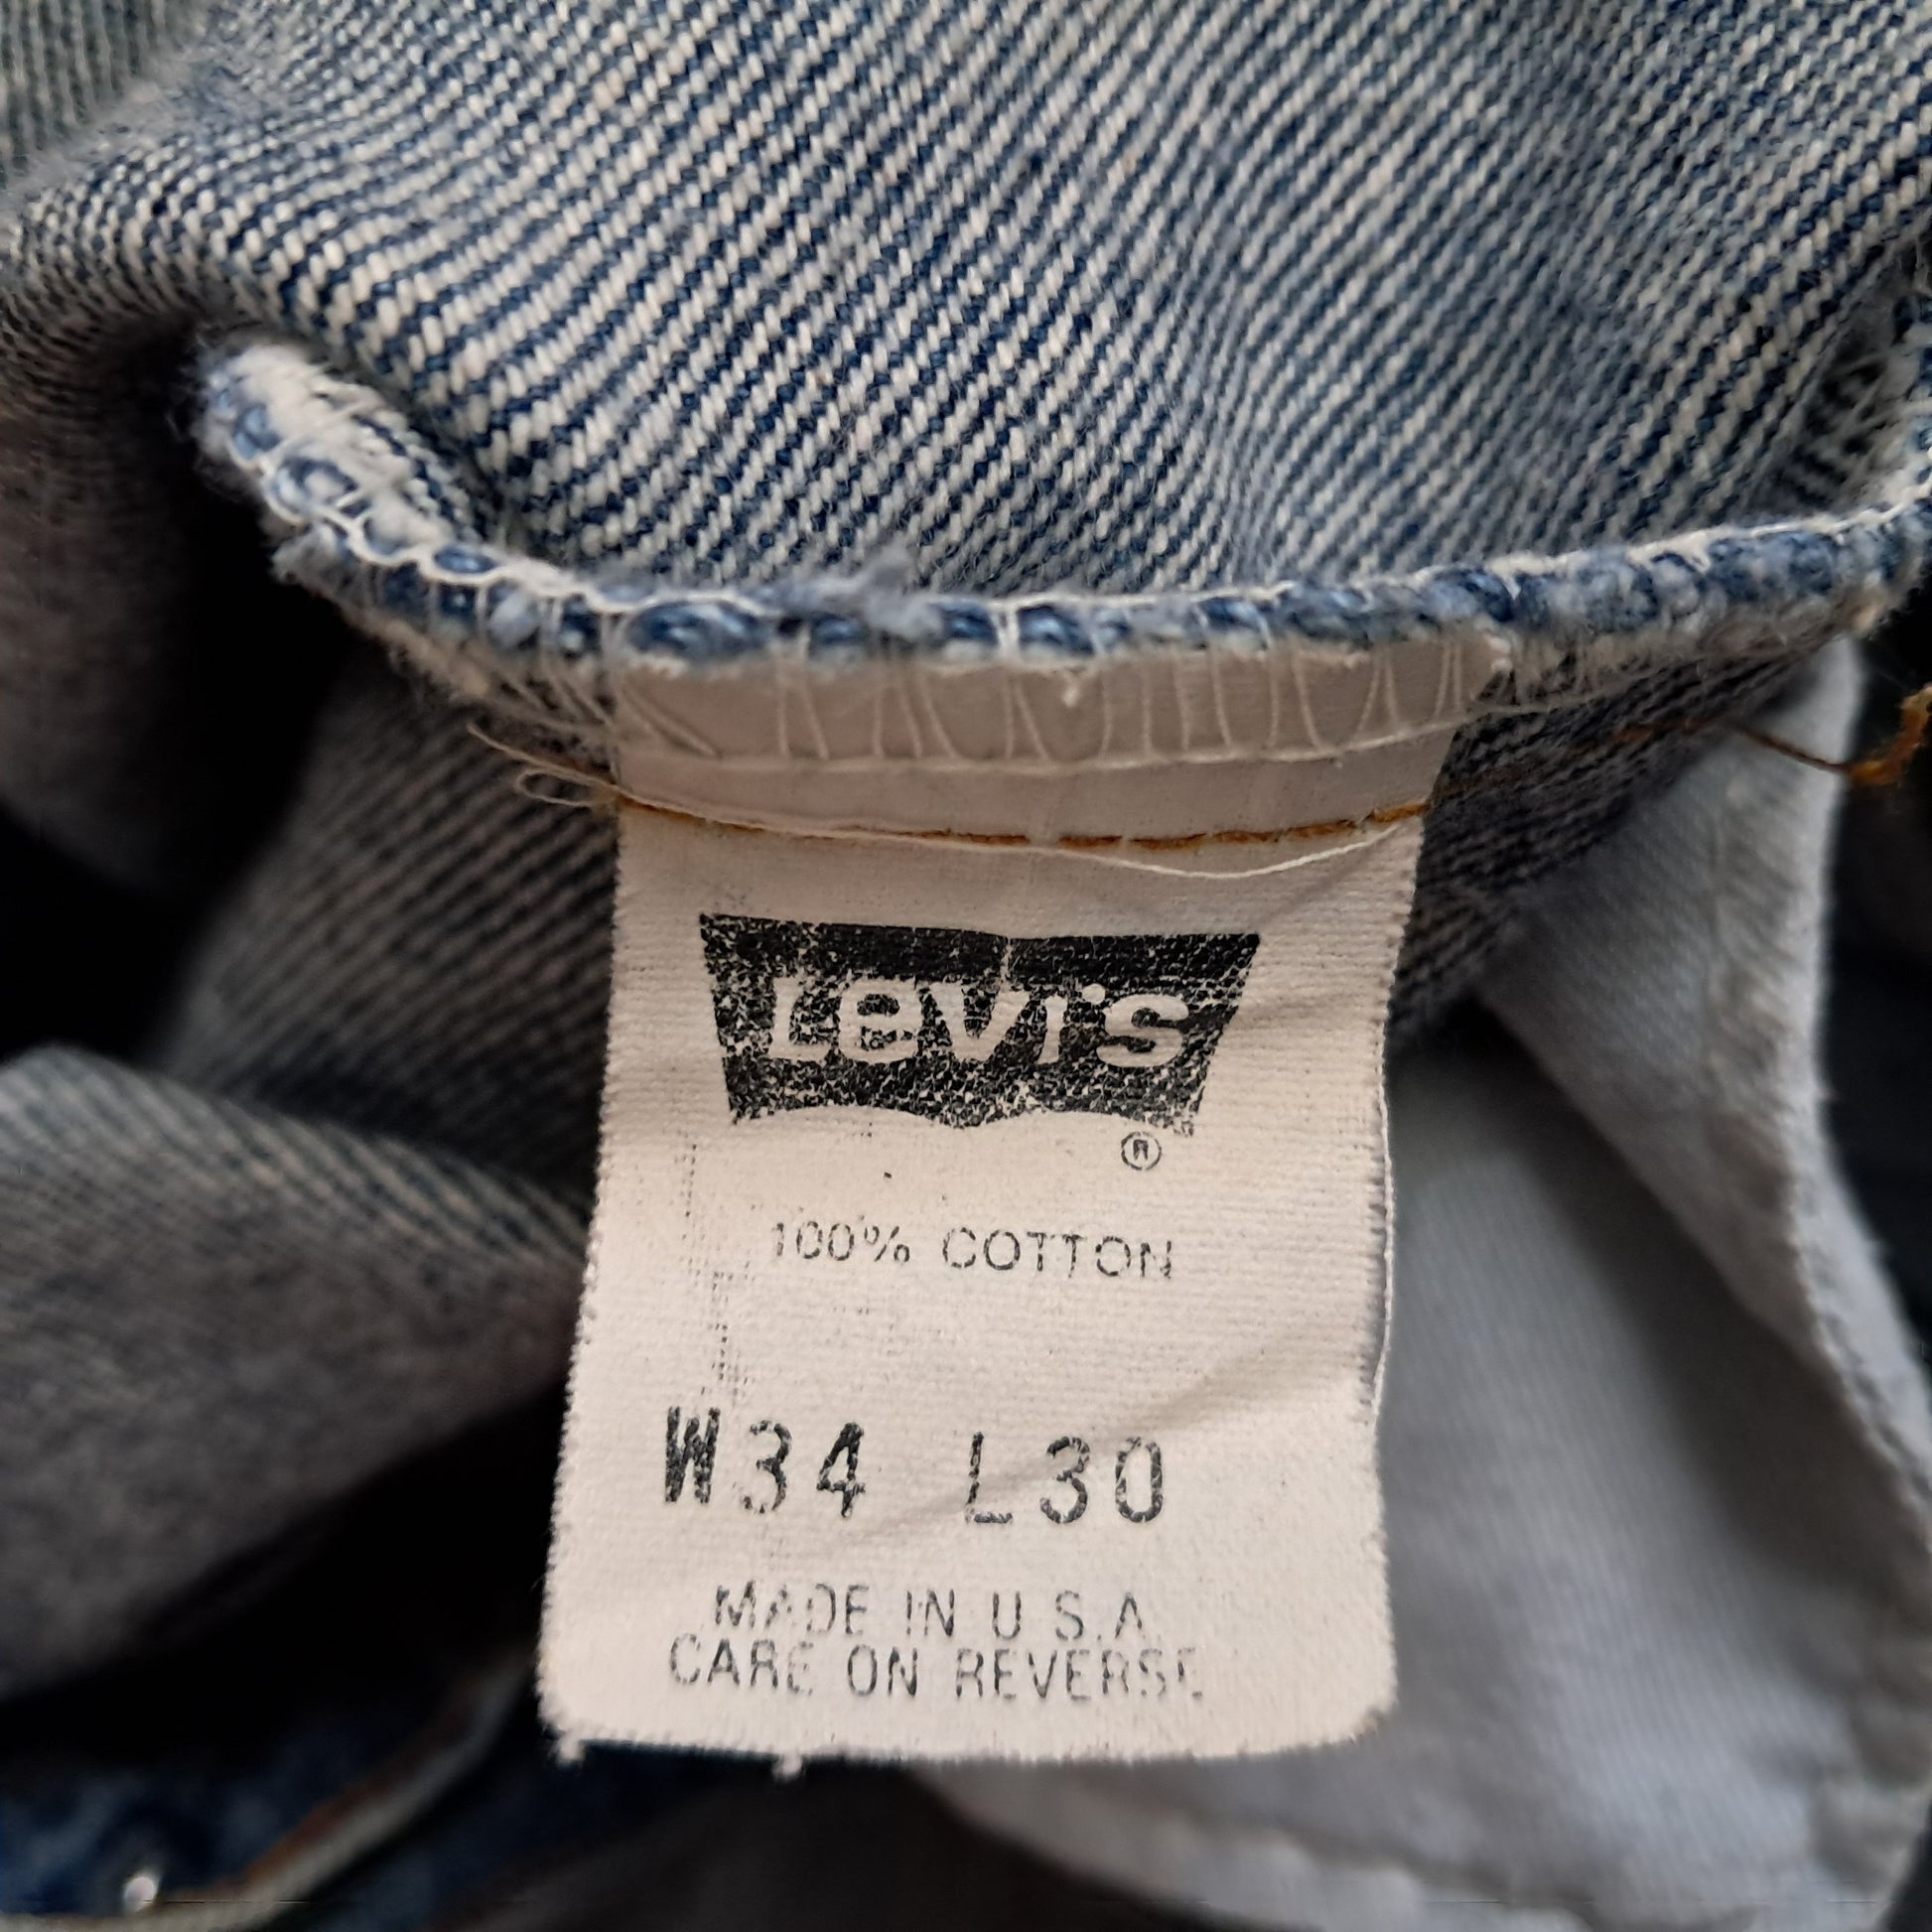 Levi's
®
100% COTTON
W34 L30
MADE IN U.S.A.
CARE ON REVERSE